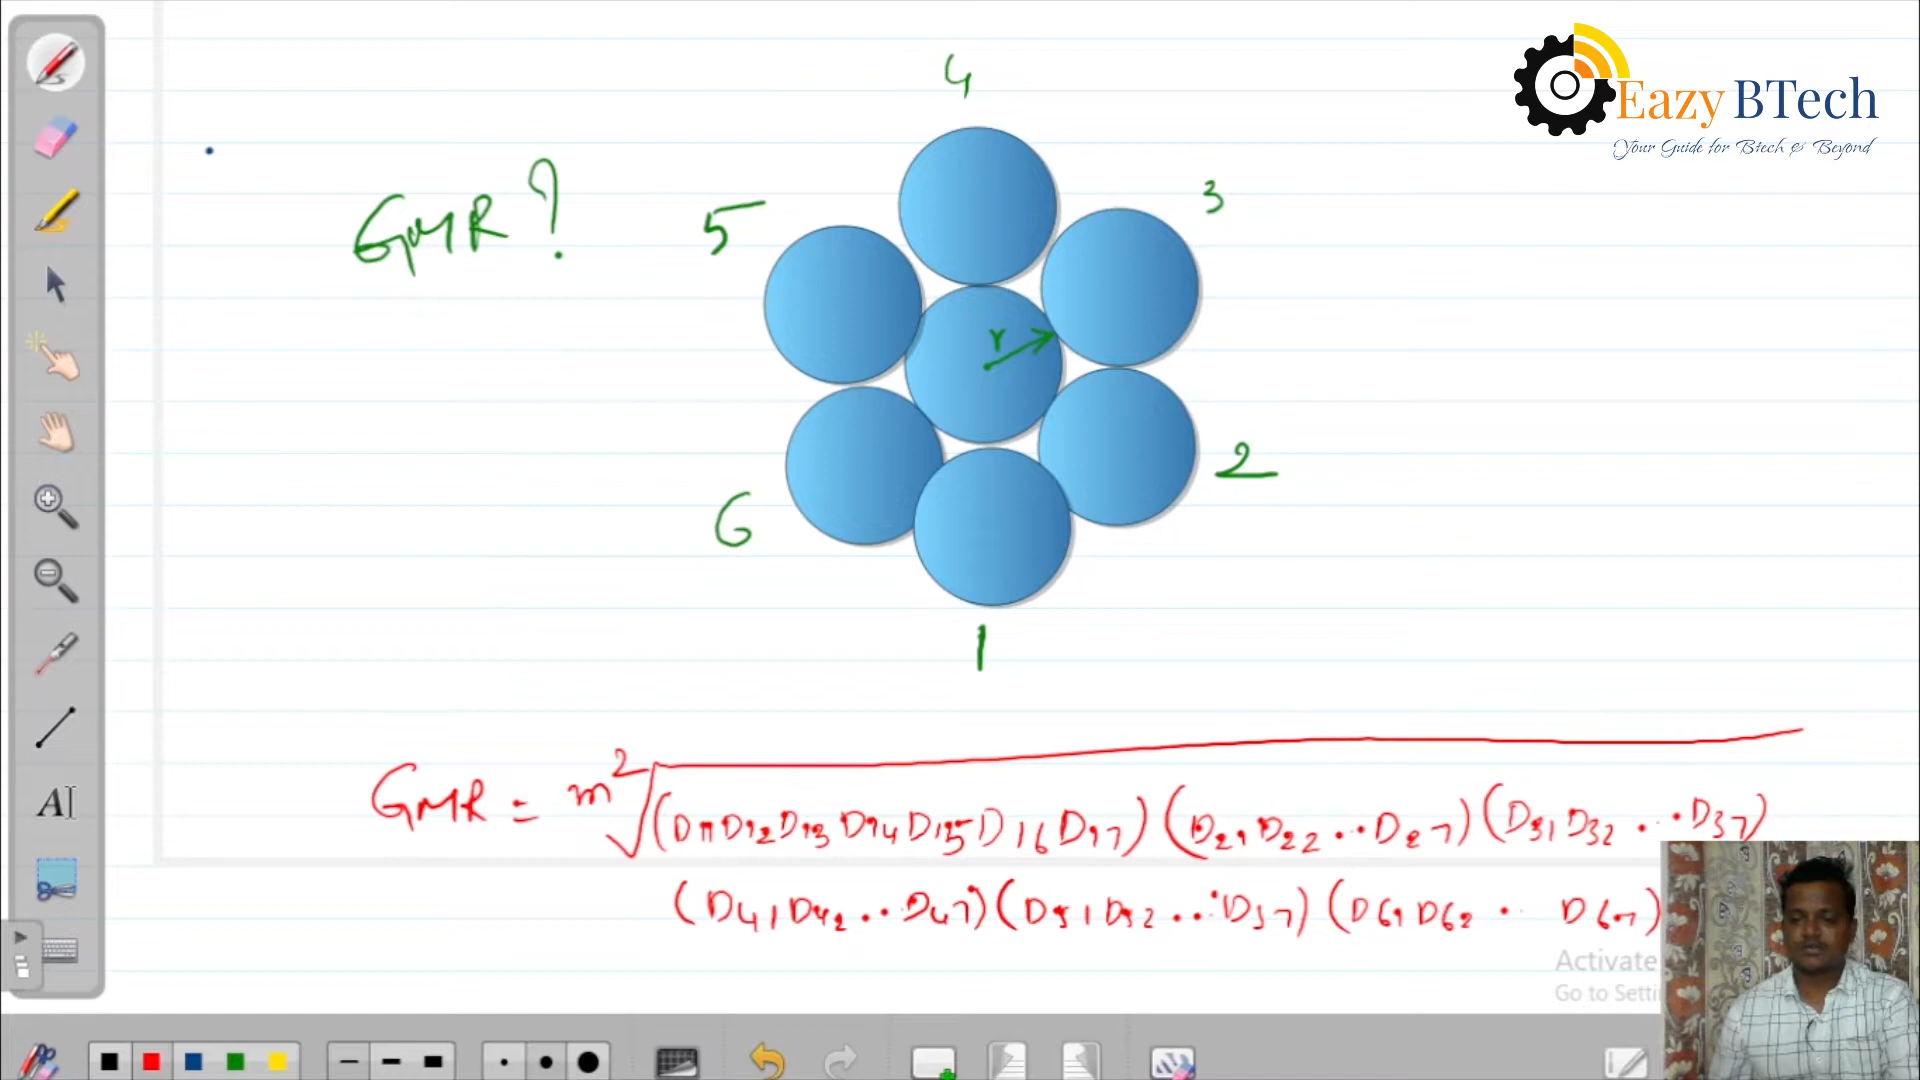 4
Eazy BTech
Your Guide for Btech & Beyond
3
GMR ?
5
r
2
6
1
GMR = m²√(D11 D12 D13 D14 D15 D16 D17) (D21 D22 ... D27) (D31 D32 ... D37)
(D41 D42 ... D47) (D51 D52 ... D57) (D61 D62 .. D67)
Activate
Go to Setti
A